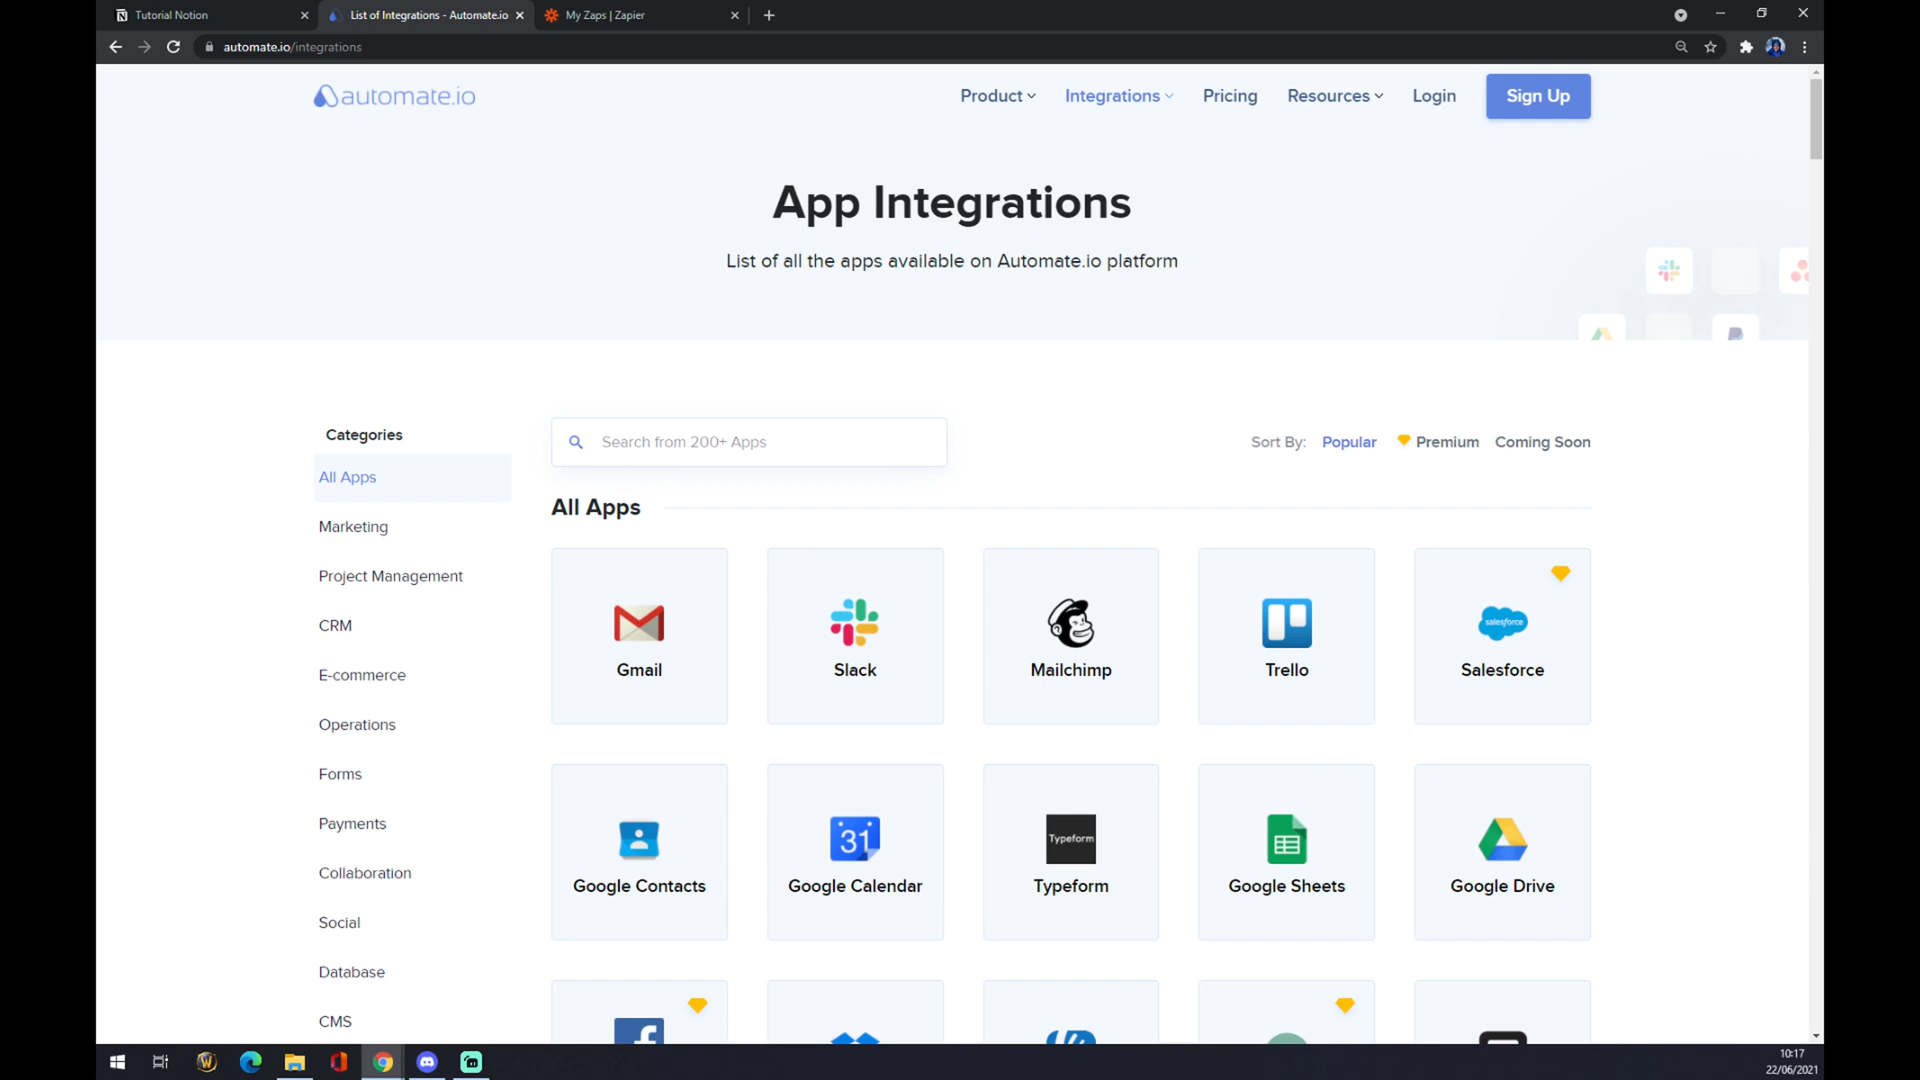 Tutorial Notion
List of Integrations - Automate.io
My Zaps | Zapier
automate.io/integrations
automate.io
Product
Integrations
Pricing
Resources
Login
Sign Up
App Integrations
List of all the apps available on Automate.io platform
Categories
All Apps
Marketing
Project Management
CRM
E-commerce
Operations
Forms
Payments
Collaboration
Social
Database
CMS
Search from 200+ Apps
Sort By:
Popular
Premium
Coming Soon
All Apps
Gmail
Slack
Mailchimp
Trello
salesforce
Salesforce
Google Contacts
31
Google Calendar
Typeform
Typeform
Google Sheets
Google Drive
10:17
22/06/2021